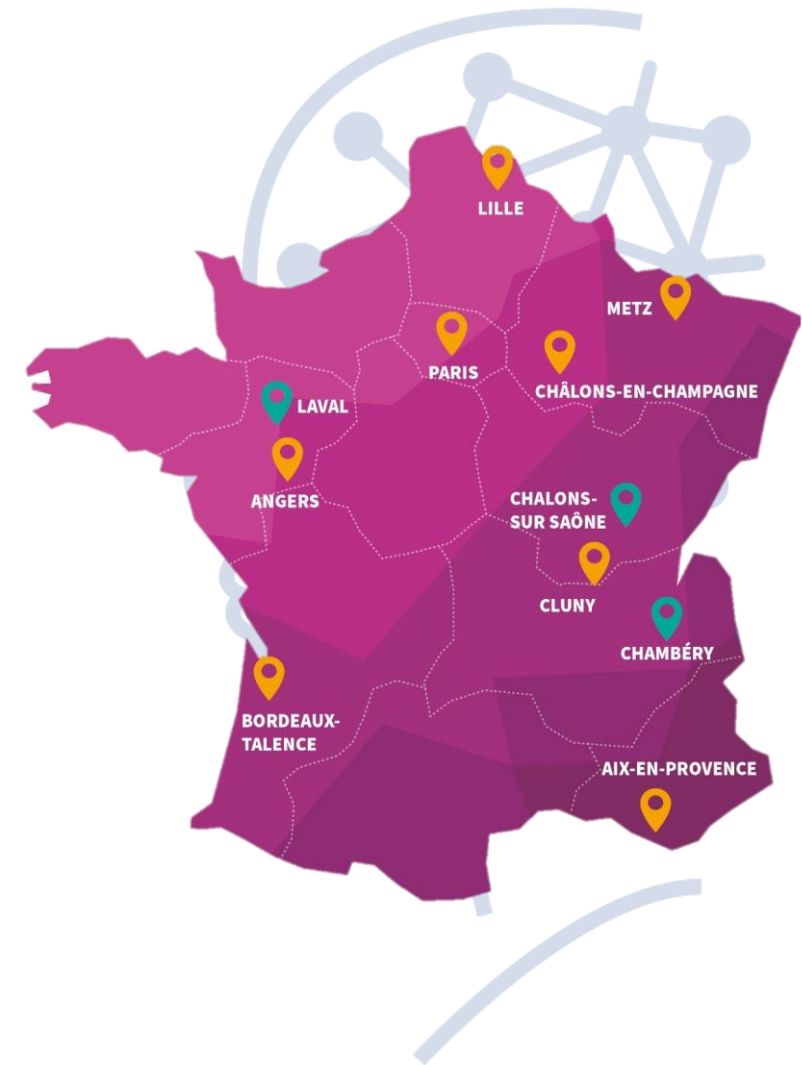 LILLE
METZ
PARIS
CHÂLONS-EN-CHAMPAGNE
LAVAL
ANGERS
CHALONS-
SUR SAÔNE
CLUNY
CHAMBÉRY
BORDEAUX-
TALENCE
AIX-EN-PROVENCE